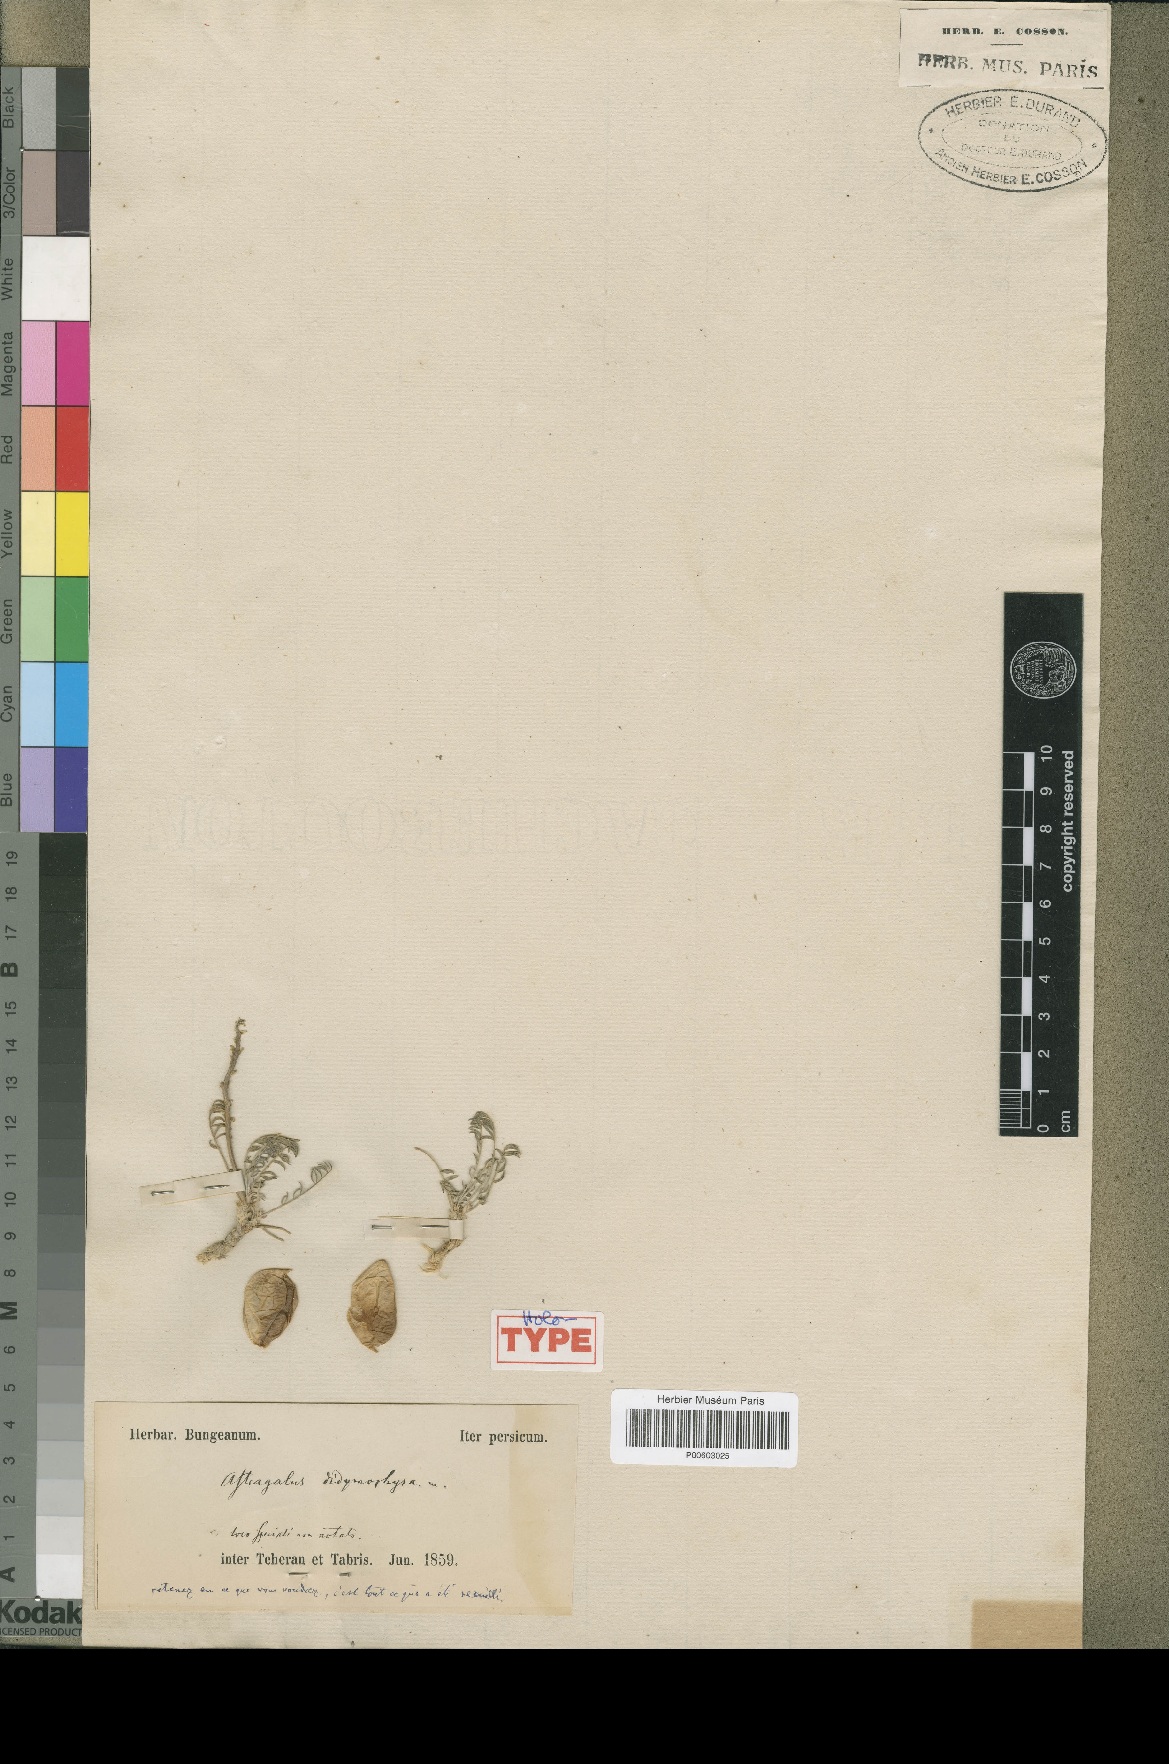 HERB. E. COSSON.
HERB. MUS. PARIS
HERBIER E. DURAND
DONATION
DU
DOCTEUR E. DURAND
ANCIEN HERBIER E. COSSON
Black
3/Color
White
Magenta
Red
Yellow
Green
Cyan
Blue
19
18
17
B
15
14
13
12
11
10
9
8
M
6
5
4
3
2
1
A
Kodak
LICENSED PRODUCT
copyright reserved
10
9
8
7
6
5
4
3
2
1
0
cm
Holo-
TYPE
Herbier Muséum Paris
P00603025
Herbar. Bungeanum.
Iter persicum.
Astragalus didymophysa. m.
loco speciali non notato.
inter Teheran et Tabris. Jun. 1859.
retenez en ce que vous voudrez, c'est tout ce qui a été recueilli.